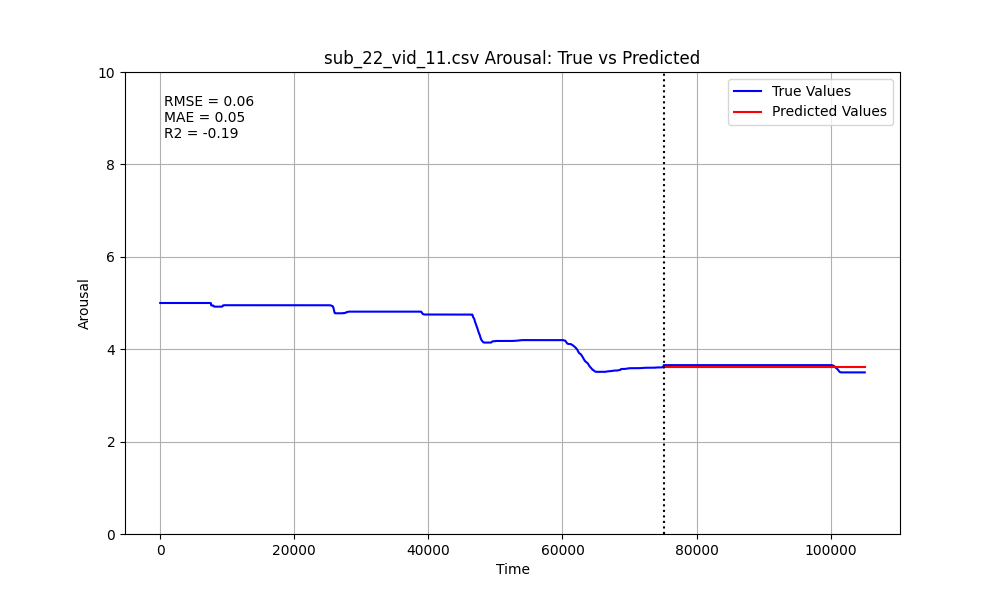 sub_22_vid_11.csv Arousal: True vs Predicted
RMSE = 0.06
MAE = 0.05
R2 = -0.19
True Values
Predicted Values
Arousal
10
8
6
4
2
0
0 20000 40000 60000 80000 100000
Time